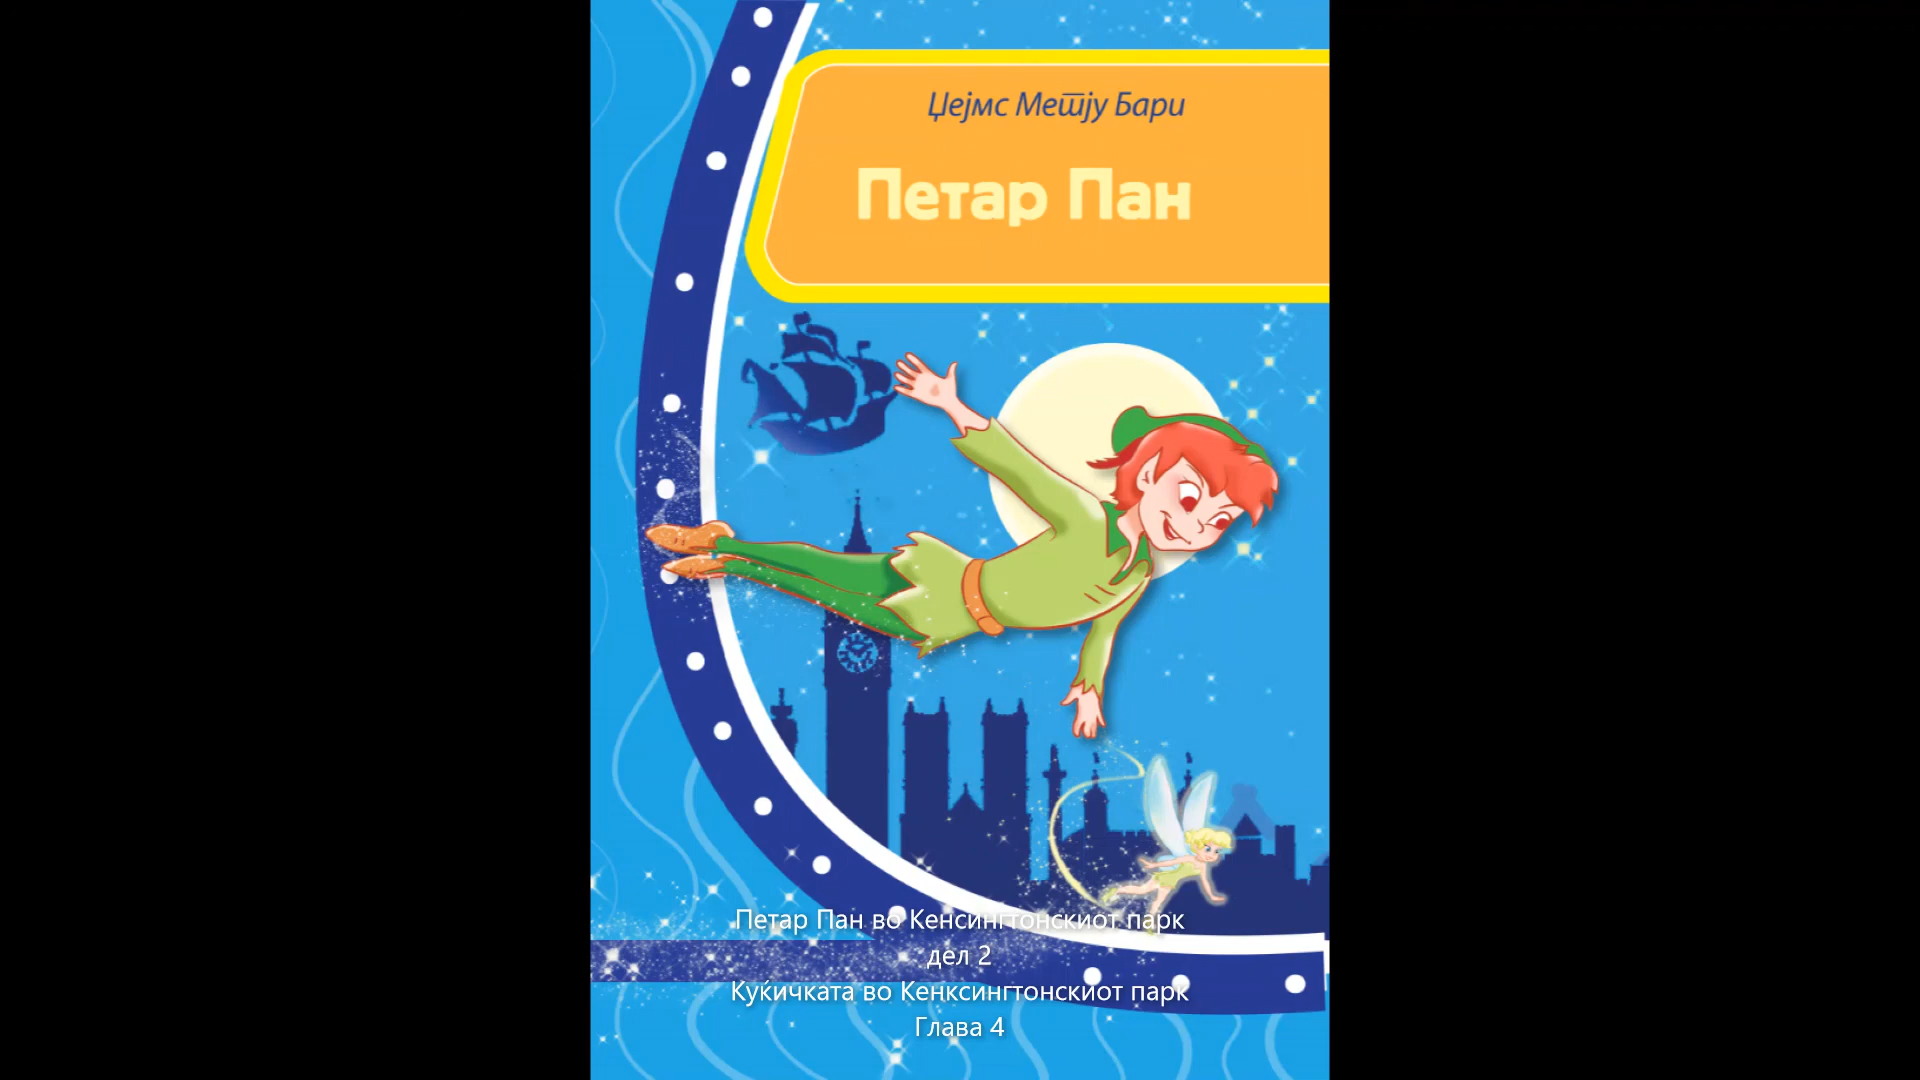 Џејмс Метју Бари
Петар Пан
Петар Пан во Кенсингтонскиот парк
дел 2
Куќичката во Кенксингтонскиот парк
Глава 4